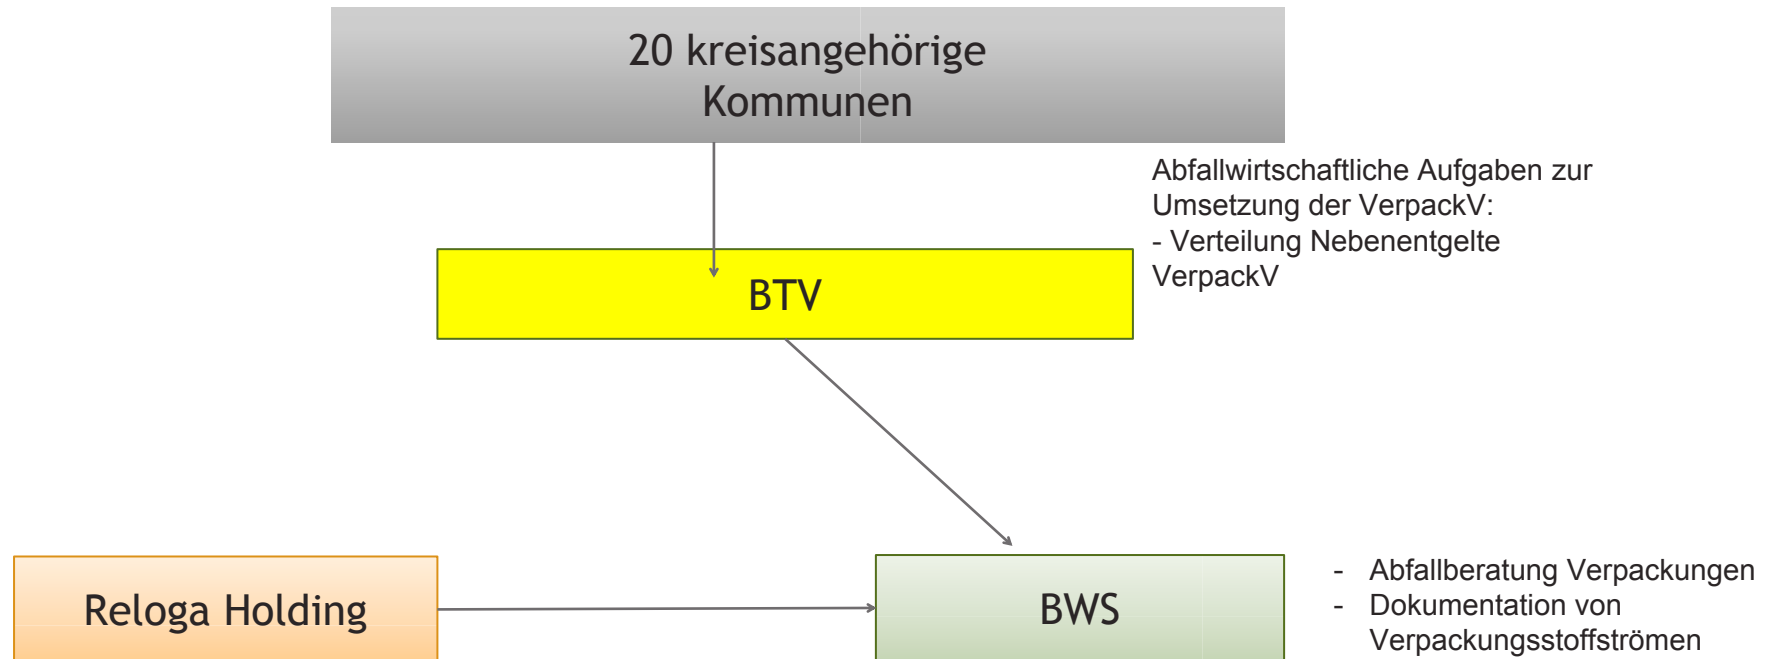 20 kreisangehörige
Kommunen
Abfallwirtschaftliche Aufgaben zur
Umsetzung der VerpackV:
- Verteilung Nebenentgelte
VerpackV
BTV
Reloga Holding
BWS
- Abfallberatung Verpackungen
- Dokumentation von
Verpackungsstoffströmen